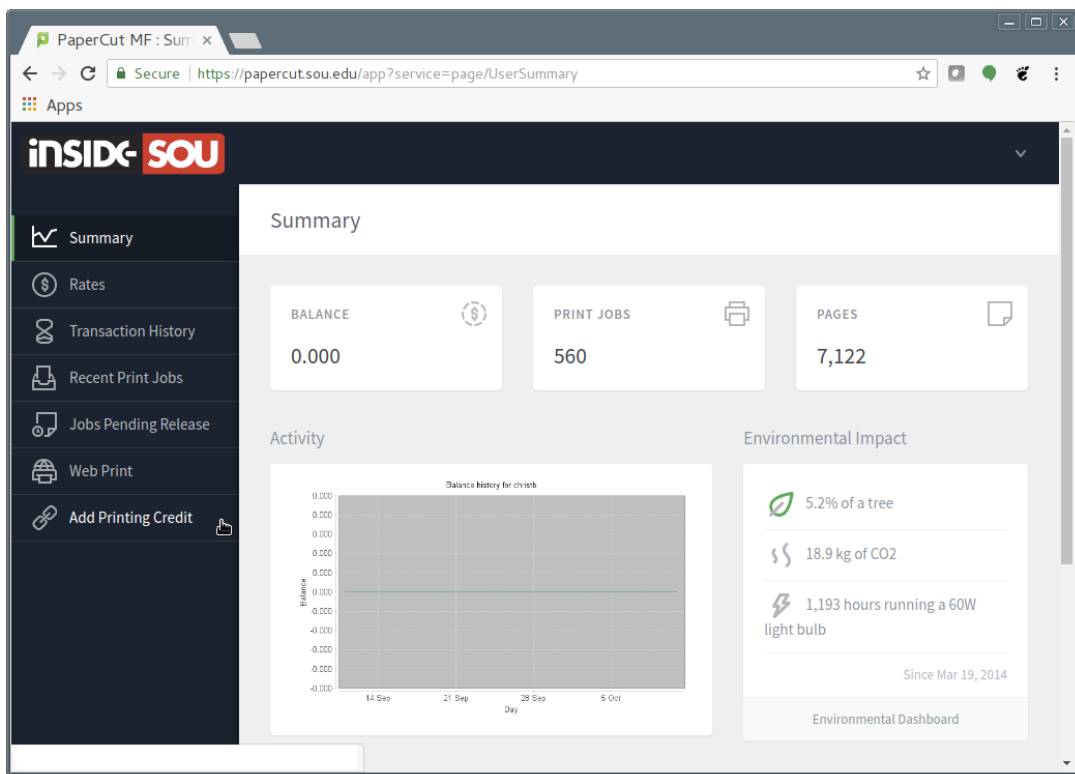 PaperCut MF : Sum
Secure https://papercut.sou.edu/app?service=page/UserSummary
Apps
INSIDE SOU
Summary
Rates
Transaction History
Recent Print Jobs
Jobs Pending Release
Web Print
Add Printing Credit
Summary
BALANCE
0.000
PRINT JOBS
560
PAGES
7,122
Activity
Balance history for christb
0.000
0.000
0.000
0.000
0.000
0.000
-0.000
-0.000
-0.000
-0.000
-0.000
Balance
14 Sep 21 Sep 28 Sep 5 Oct
Day
Environmental Impact
5.2% of a tree
18.9 kg of CO2
1,193 hours running a 60W
light bulb
Since Mar 19, 2014
Environmental Dashboard